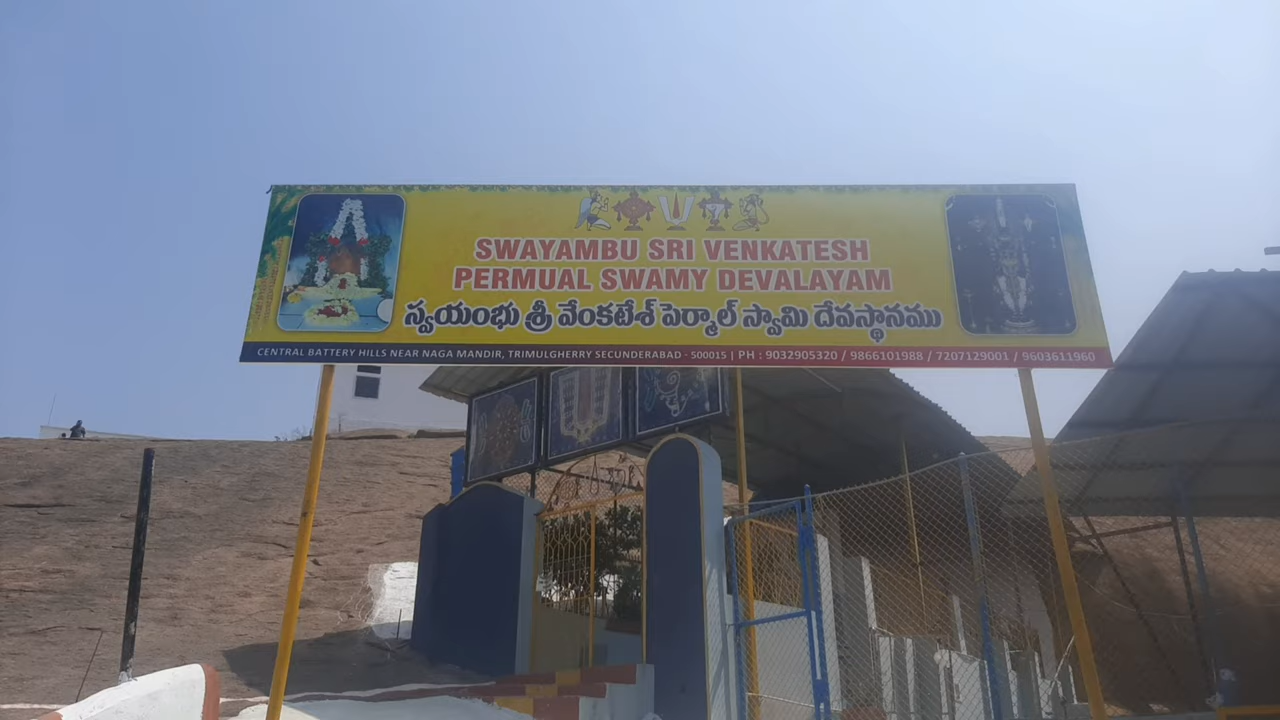 SWAYAMBU SRI VENKATESH
PERMUAL SWAMY DEVALAYAM
స్వయంభు శ్రీ వేంకటేశ్ పెర్మాల్ స్వామి దేవస్థానము
CENTRAL BATTERY HILLS NEAR NAGA MANDIR, TRIMULGHERRY SECUNDERABAD - 500015 | PH : 9032905320 / 9866101988 / 7207129001 / 9603611960